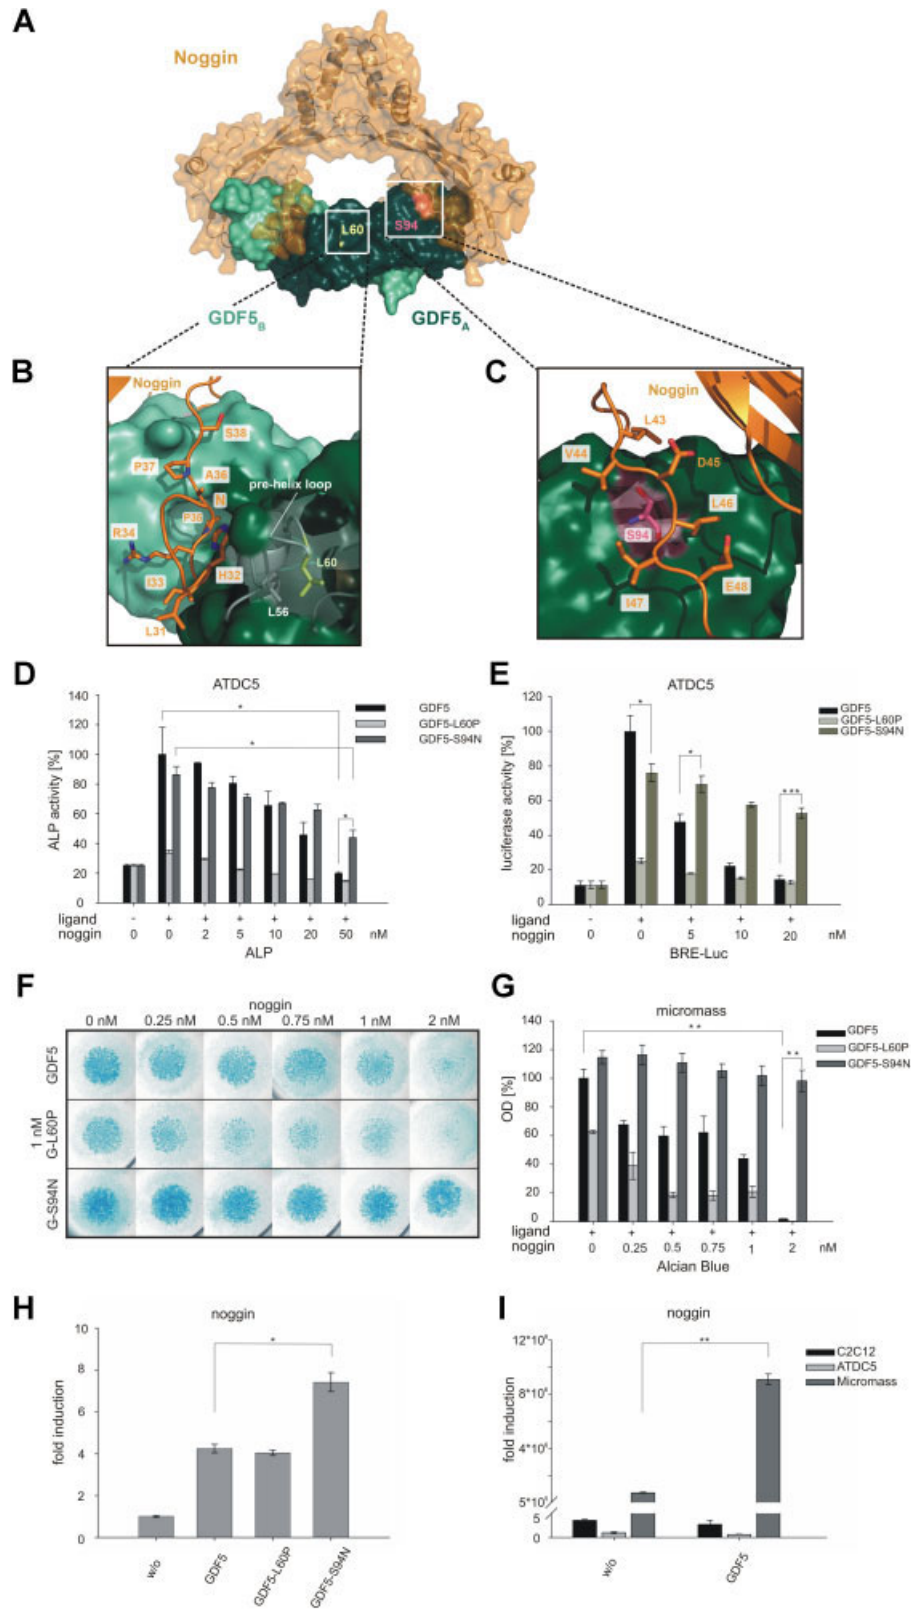 A
Noggin
L60
S94
GDF5B
GDF5A
B
Noggin
S38
P37
A36
N
pre-helix loop
P35
R34
L60
I33
H32
L56
L31
C
Noggin
L43
V44
D45
L46
S94
I47
E48
D
ATDC5
140
120
100
80
60
40
20
0
ALP activity [%]
GDF5
GDF5-L60P
GDF5-S94N
*
*
*
ligand - + + + + + +
noggin 0 0 2 5 10 20 50 nM
ALP
E
ATDC5
120
100
80
60
40
20
0
luciferase activity [%]
GDF5
GDF5-L60P
GDF5-S94N
*
*
***
ligand - + + + +
noggin 0 0 5 10 20 nM
BRE-Luc
F
noggin
0 nM 0.25 nM 0.5 nM 0.75 nM 1 nM 2 nM
GDF5
1 nM
G-L60P
G-S94N
G
micromass
140
120
100
80
60
40
20
0
OD [%]
GDF5
GDF5-L60P
GDF5-S94N
**
**
ligand + + + + + +
noggin 0 0.25 0.5 0.75 1 2 nM
Alcian Blue
H
noggin
10
8
6
4
2
0
fold induction
*
w/o
GDF5
GDF5-L60P
GDF5-S94N
I
noggin
fold induction
5
0
**
C2C12
ATDC5
Micromass
w/o
GDF5